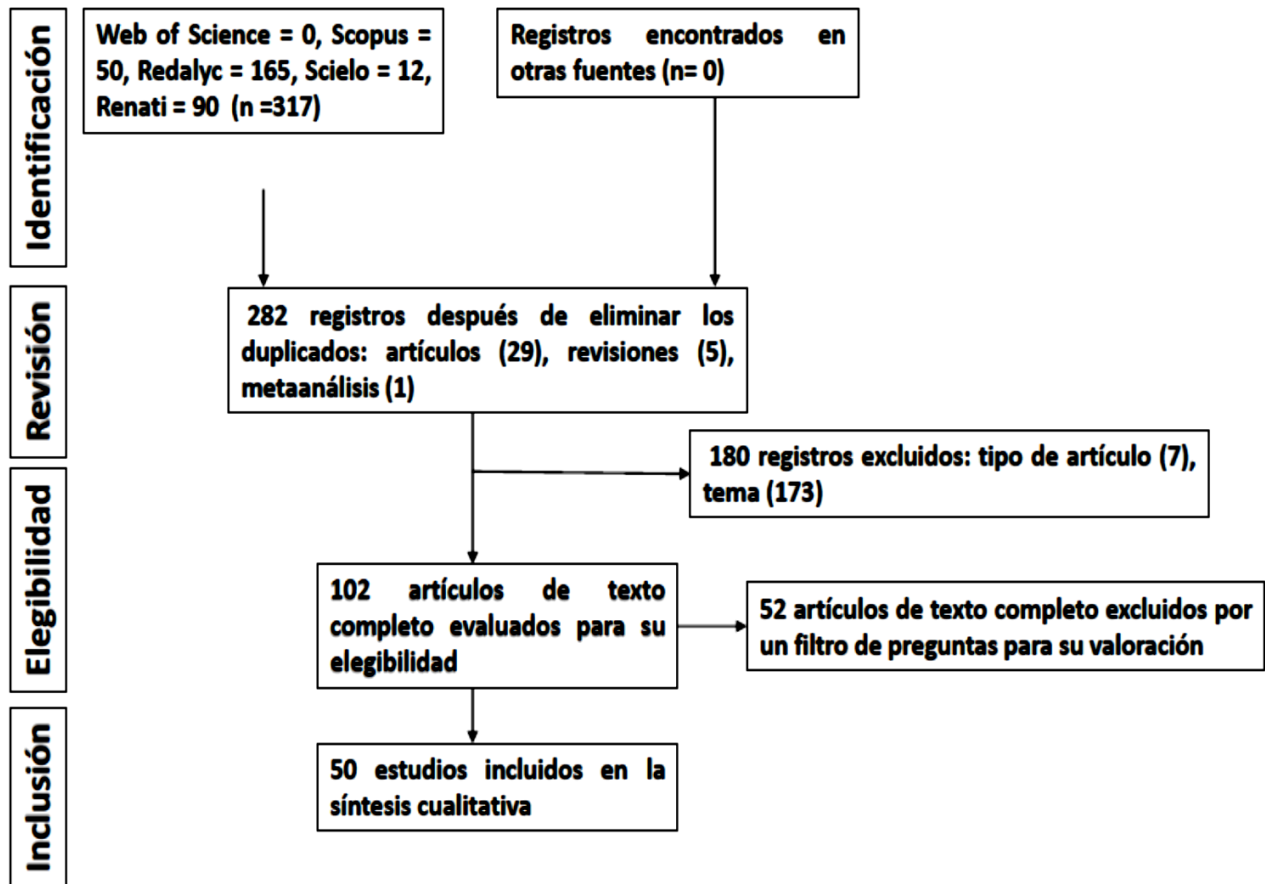 Identificación
Web of Science = 0, Scopus =
50, Redalyc = 165, Scielo = 12,
Renati = 90 (n =317)
Registros encontrados en
otras fuentes (n= 0)
Revisión
282 registros después de eliminar los
duplicados: artículos (29), revisiones (5),
metaanálisis (1)
180 registros excluidos: tipo de artículo (7),
tema (173)
Elegibilidad
102 artículos de texto
completo evaluados para su
elegibilidad
52 artículos de texto completo excluidos por
un filtro de preguntas para su valoración
Inclusión
50 estudios incluidos en la
síntesis cualitativa